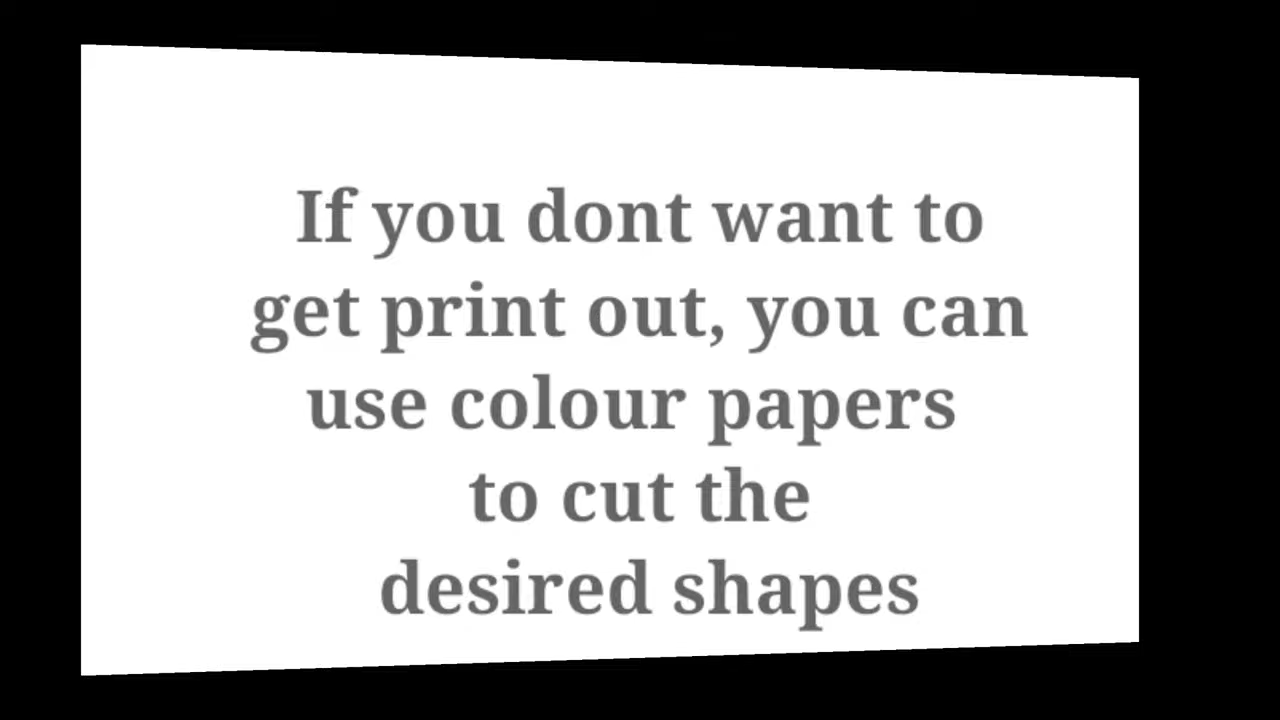 If you dont want to
get print out, you can
use colour papers
to cut the
desired shapes